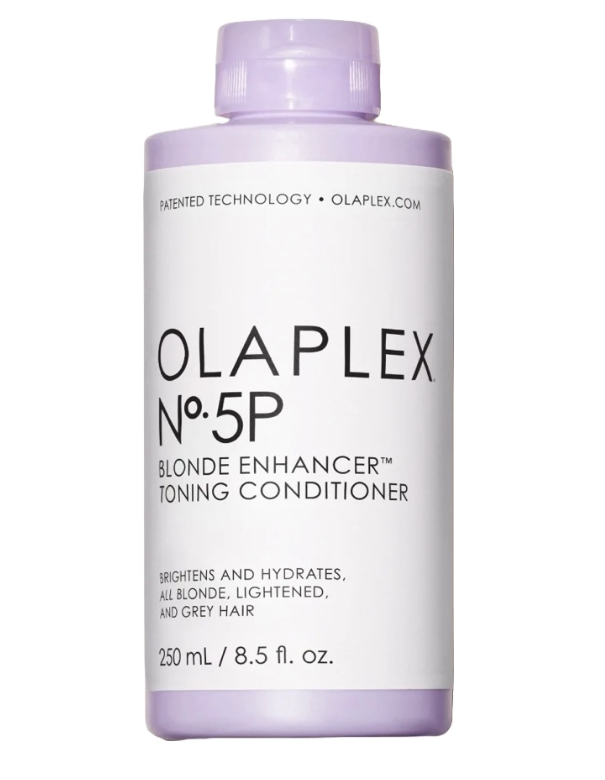 PATENTED TECHNOLOGY • OLAPLEX.COM
OLAPLEX.
Nº.5P
BLONDE ENHANCER™
TONING CONDITIONER
BRIGHTENS AND HYDRATES,
ALL BLONDE, LIGHTENED,
AND GREY HAIR
250 mL / 8.5 fl. oz.